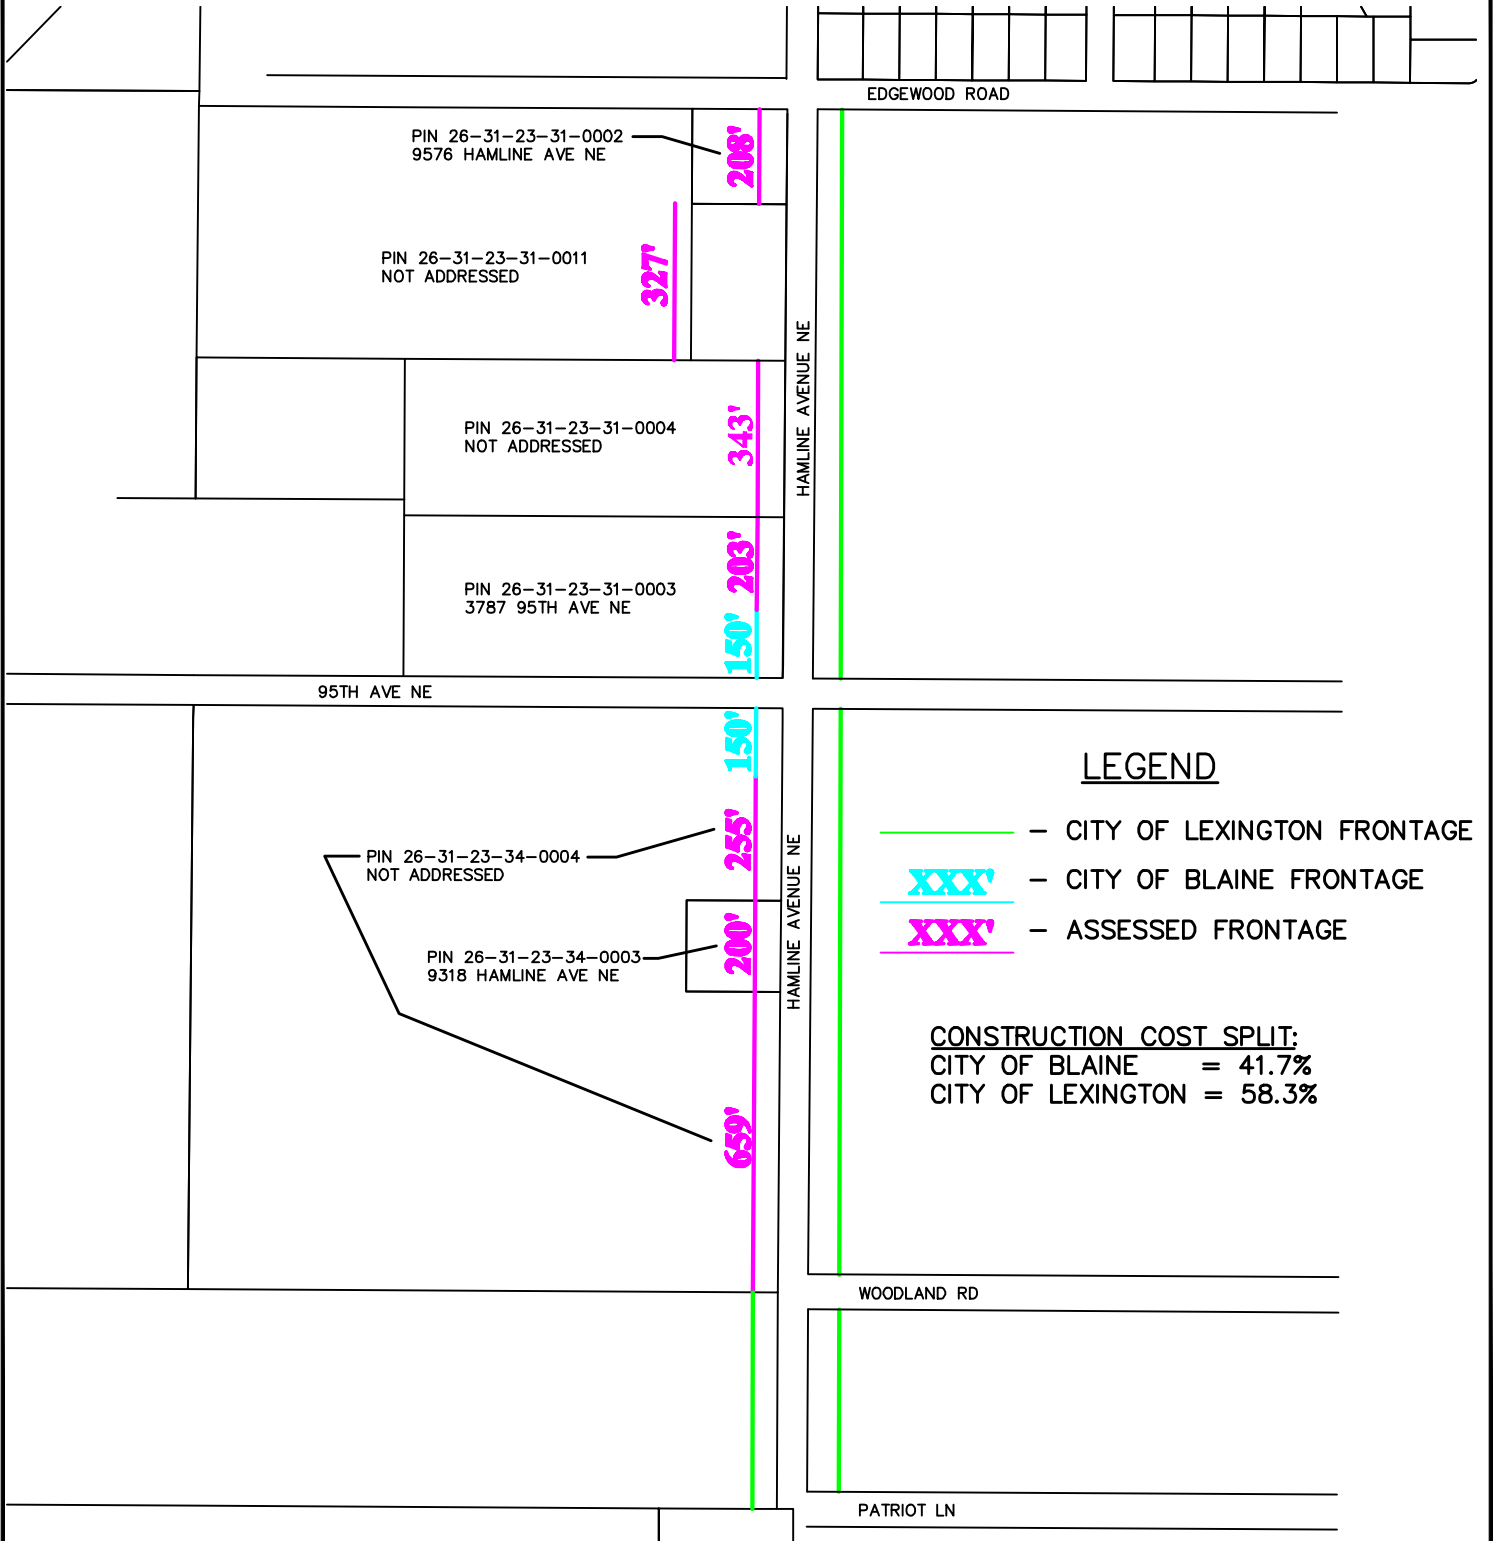 EDGEWOOD ROAD
PIN 26-31-23-31-0002
9576 HAMLINE AVE NE
208'
PIN 26-31-23-31-0011
NOT ADDRESSED
327'
HAMLINE AVENUE NE
PIN 26-31-23-31-0004
NOT ADDRESSED
343'
PIN 26-31-23-31-0003
3787 95TH AVE NE
203'
150'
95TH AVE NE
150'
LEGEND
- CITY OF LEXINGTON FRONTAGE
XXX' - CITY OF BLAINE FRONTAGE
XXX' - ASSESSED FRONTAGE
PIN 26-31-23-34-0004
NOT ADDRESSED
255'
HAMLINE AVENUE NE
PIN 26-31-23-34-0003
9318 HAMLINE AVE NE
200'
CONSTRUCTION COST SPLIT:
CITY OF BLAINE = 41.7%
CITY OF LEXINGTON = 58.3%
659'
WOODLAND RD
PATRIOT LN